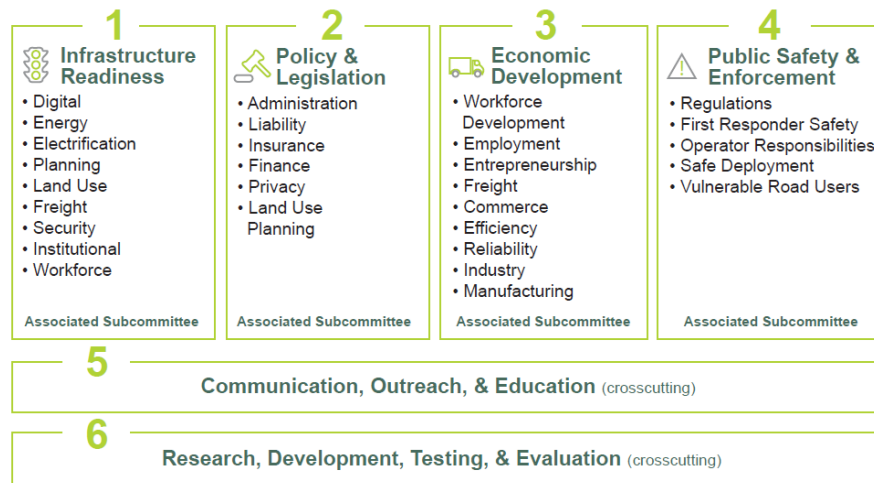 1
Infrastructure
Readiness
• Digital
• Energy
• Electrification
• Planning
• Land Use
• Freight
• Security
• Institutional
• Workforce
Associated Subcommittee
2
Policy &
Legislation
• Administration
• Liability
• Insurance
• Finance
• Privacy
• Land Use
Planning
Associated Subcommittee
3
Economic
Development
• Workforce
Development
• Employment
• Entrepreneurship
• Freight
• Commerce
• Efficiency
• Reliability
• Industry
• Manufacturing
Associated Subcommittee
4
Public Safety &
Enforcement
• Regulations
• First Responder Safety
• Operator Responsibilities
• Safe Deployment
• Vulnerable Road Users
Associated Subcommittee
5
Communication, Outreach, & Education (crosscutting)
6
Research, Development, Testing, & Evaluation (crosscutting)